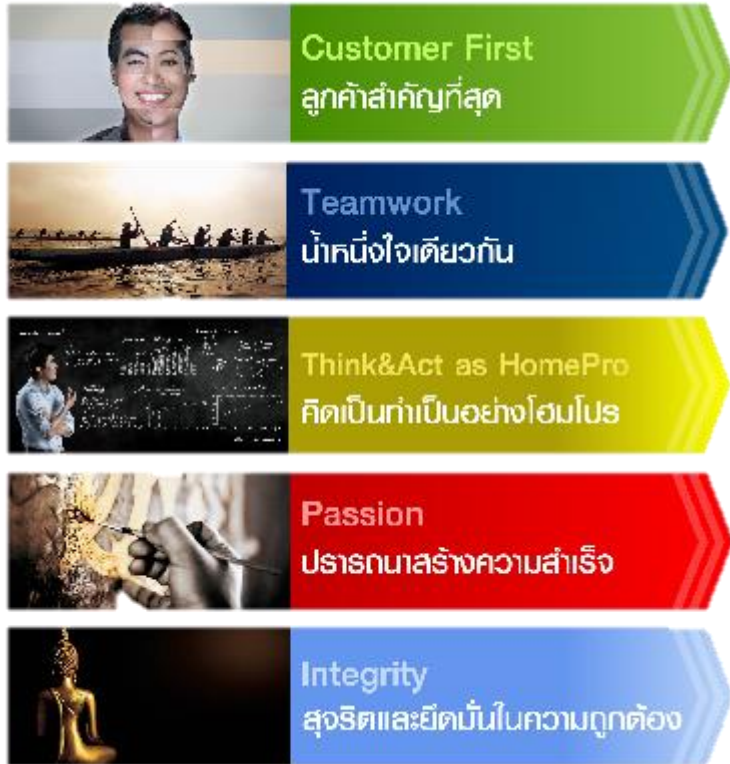 Customer First
ลูกค้าสำคัญที่สุด
Teamwork
น้ำหนึ่งใจเดียวกัน
Think&Act as HomePro
คิดเป็นทำเป็นอย่างโฮมโปร
Passion
ปรารถนาสร้างความสำเร็จ
Integrity
สุจริตและยึดมั่นในความถูกต้อง